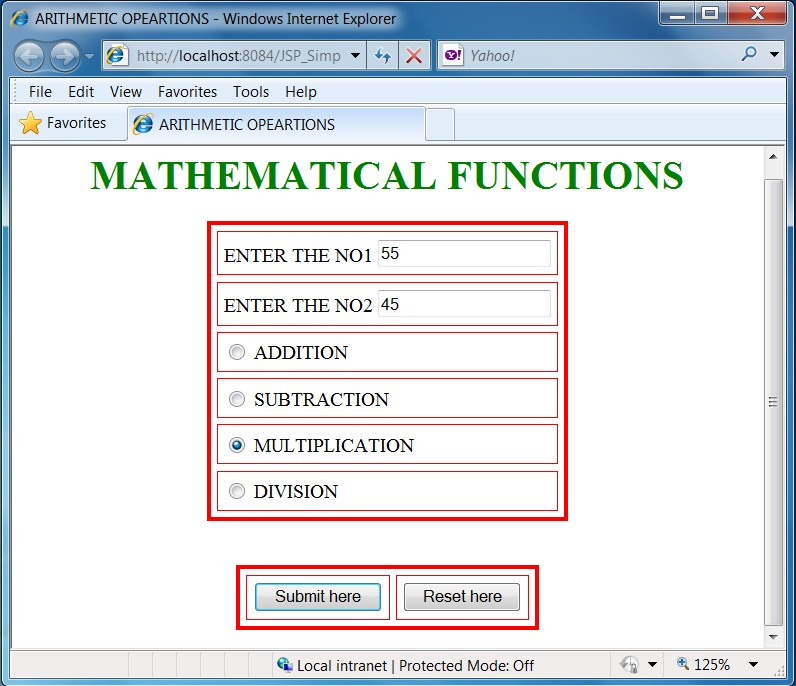 ARITHMETIC OPEARTIONS - Windows Internet Explorer
http://localhost:8084/JSP_Simp
Yahoo!
File Edit View Favorites Tools Help
Favorites ARITHMETIC OPEARTIONS
MATHEMATICAL FUNCTIONS
ENTER THE NO1 55
ENTER THE NO2 45
ADDITION
SUBTRACTION
MULTIPLICATION
DIVISION
Submit here Reset here
Local intranet | Protected Mode: Off 125%